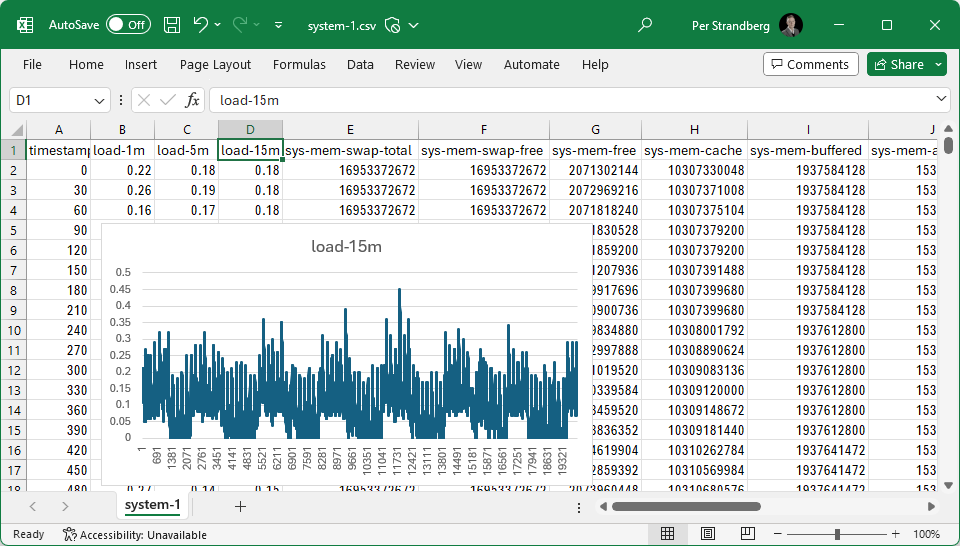 AutoSave Off system-1.csv Per Strandberg
File Home Insert Page Layout Formulas Data Review View Automate Help Comments Share
D1 fx load-15m
A B C D E F G H I J
1 timestamp load-1m load-5m load-15m sys-mem-swap-total sys-mem-swap-free sys-mem-free sys-mem-cache sys-mem-buffered sys-mem-a
2 0 0.22 0.18 0.18 16953372672 16953372672 2071302144 10307330048 1937584128 153
3 30 0.26 0.19 0.18 16953372672 16953372672 2072969216 10307371008 1937584128 153
4 60 0.16 0.17 0.18 16953372672 16953372672 2071818240 10307375104 1937584128 153
5 90 1830528 10307379200 1937584128 153
6 120 1859200 10307379200 1937584128 153
7 150 1207936 10307391488 1937584128 153
8 180 9917696 10307399680 1937584128 153
9 210 0900736 10307399680 1937584128 153
10 240 9834880 10308001792 1937612800 153
11 270 2997888 10308890624 1937612800 153
12 300 1019520 10309083136 1937612800 153
13 330 0339584 10309120000 1937612800 153
14 360 8459520 10309148672 1937612800 153
15 390 3836352 10309181440 1937612800 153
16 420 4619904 10310262784 1937641472 153
17 450 2859392 10310569984 1937641472 153
18 480 0.27 0.14 0.15 16953372672 16953372672 2073960448 10310680576 1937641472 153
load-15m
0.5
0.45
0.4
0.35
0.3
0.25
0.2
0.15
0.1
0.05
0
1 691 1381 2071 2761 3451 4141 4831 5521 6211 6901 7591 8281 8971 9661 10351 11041 11731 12421 13111 13801 14491 15181 15871 16561 17251 17941 18631 19321
system-1
Ready Accessibility: Unavailable 100%